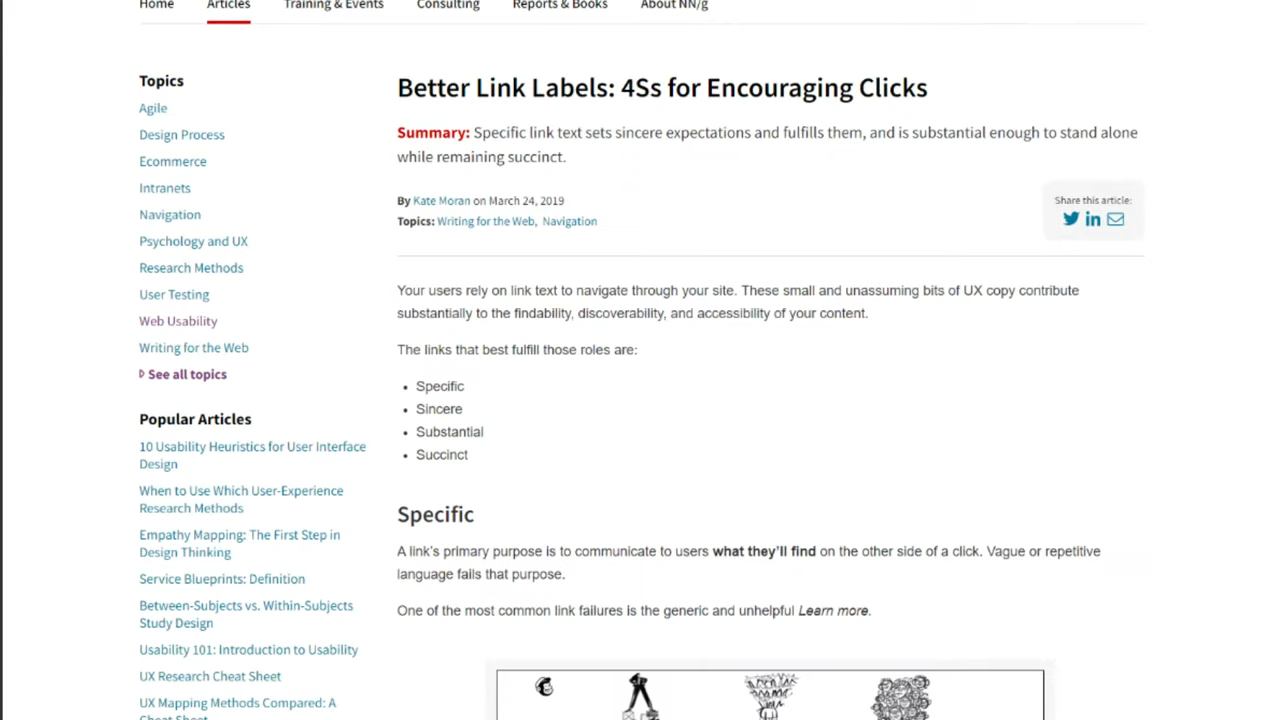 Home Articles Training & Events Consulting Reports & Books About NN/g
Topics
Agile
Design Process
Ecommerce
Intranets
Navigation
Psychology and UX
Research Methods
User Testing
Web Usability
Writing for the Web
See all topics
Popular Articles
10 Usability Heuristics for User Interface
Design
When to Use Which User-Experience
Research Methods
Empathy Mapping: The First Step in
Design Thinking
Service Blueprints: Definition
Between-Subjects vs. Within-Subjects
Study Design
Usability 101: Introduction to Usability
UX Research Cheat Sheet
UX Mapping Methods Compared: A
Cheat Sheet
Better Link Labels: 4Ss for Encouraging Clicks
Summary: Specific link text sets sincere expectations and fulfills them, and is substantial enough to stand alone
while remaining succinct.
By Kate Moran on March 24, 2019
Topics: Writing for the Web, Navigation
Share this article:
Your users rely on link text to navigate through your site. These small and unassuming bits of UX copy contribute
substantially to the findability, discoverability, and accessibility of your content.
The links that best fulfill those roles are:
• Specific
• Sincere
• Substantial
• Succinct
Specific
A link's primary purpose is to communicate to users what they'll find on the other side of a click. Vague or repetitive
language fails that purpose.
One of the most common link failures is the generic and unhelpful Learn more.